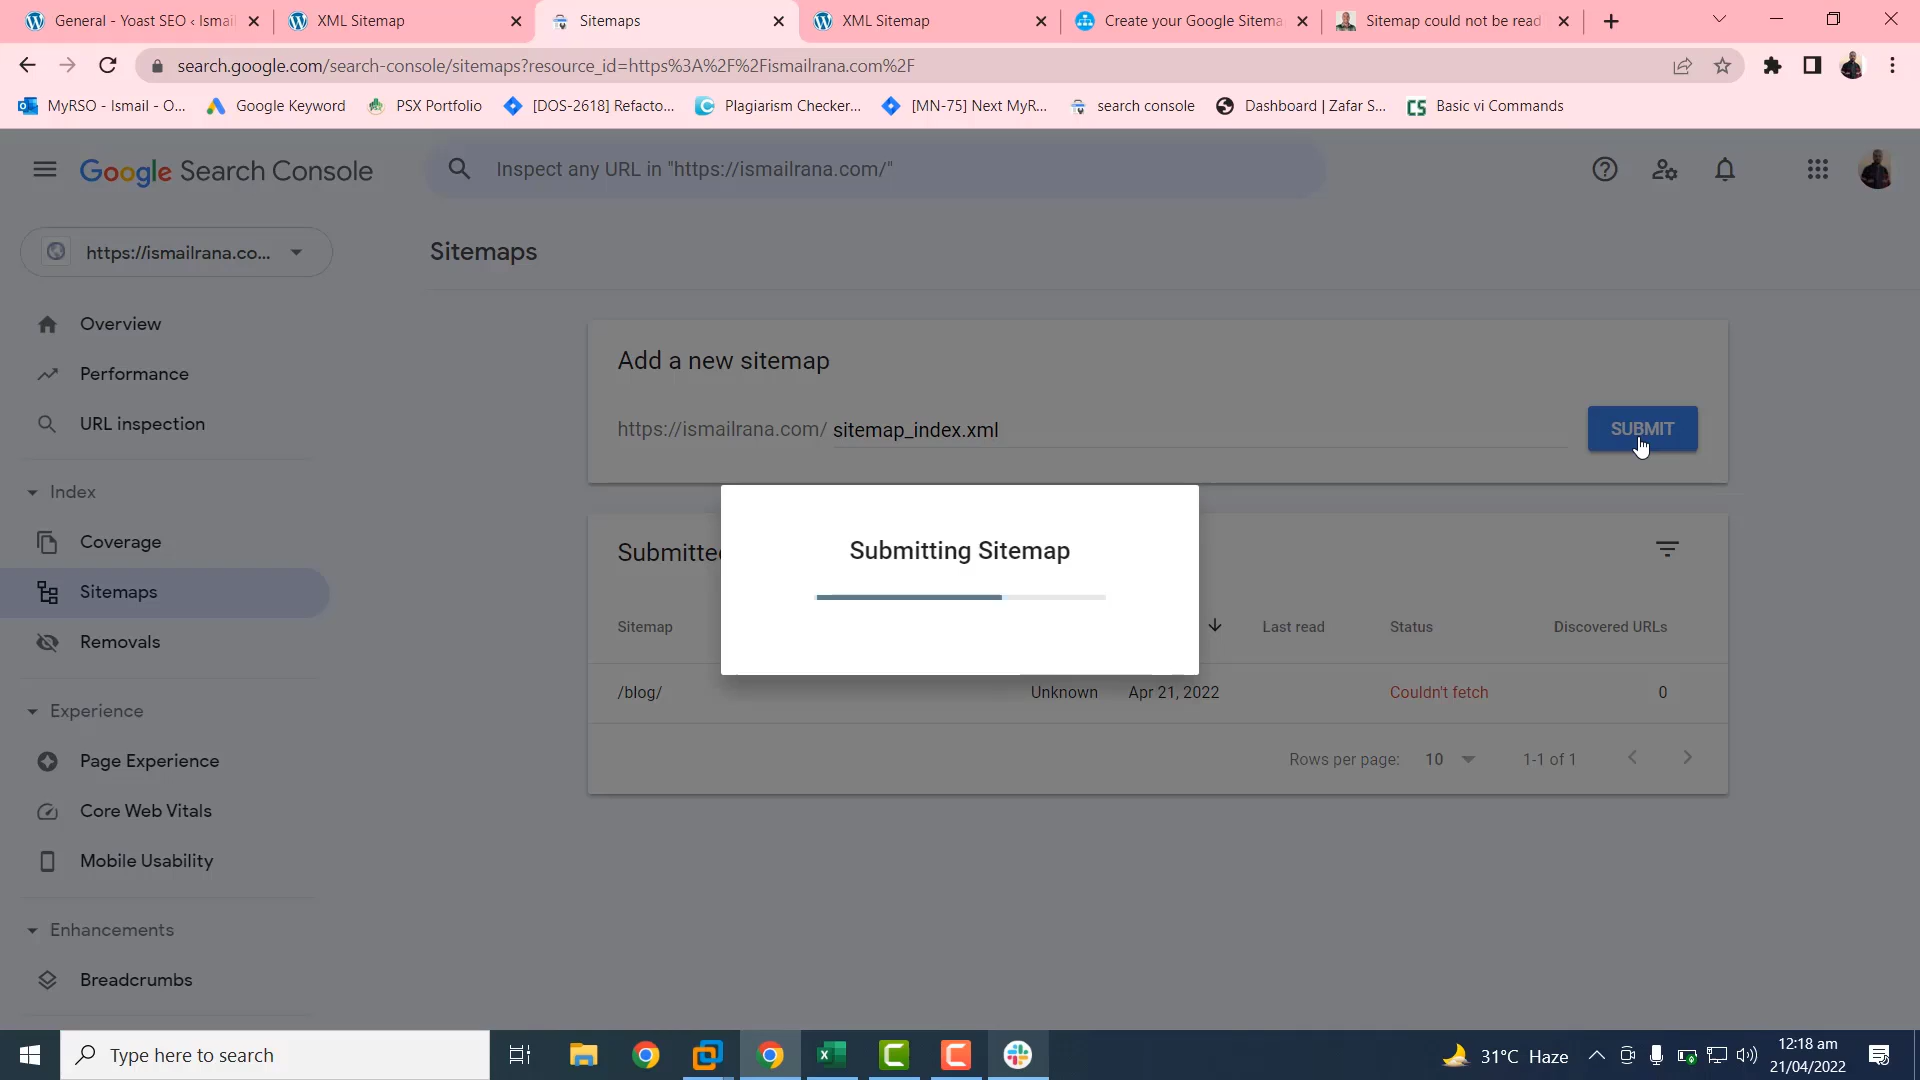 General - Yoast SEO ‹ Ismail
XML Sitemap
Sitemaps
XML Sitemap
Create your Google Sitema
Sitemap could not be read
search.google.com/search-console/sitemaps?resource_id=https%3A%2F%2Fismailrana.com%2F
MyRSO - Ismail - O...
Google Keyword
PSX Portfolio
[DOS-2618] Refacto...
Plagiarism Checker...
[MN-75] Next MyR...
search console
Dashboard | Zafar S...
CS Basic vi Commands
Google Search Console
Inspect any URL in "https://ismailrana.com/"
https://ismailrana.co...
Sitemaps
Overview
Performance
URL inspection
Index
Coverage
Sitemaps
Removals
Experience
Page Experience
Core Web Vitals
Mobile Usability
Enhancements
Breadcrumbs
Add a new sitemap
https://ismailrana.com/ sitemap_index.xml
SUBMIT
Submitted
Submitting Sitemap
Sitemap
Last read
Status
Discovered URLs
/blog/
Unknown
Apr 21, 2022
Couldn't fetch
0
Rows per page:
10
1-1 of 1
Type here to search
31°C Haze
12:18 am
21/04/2022